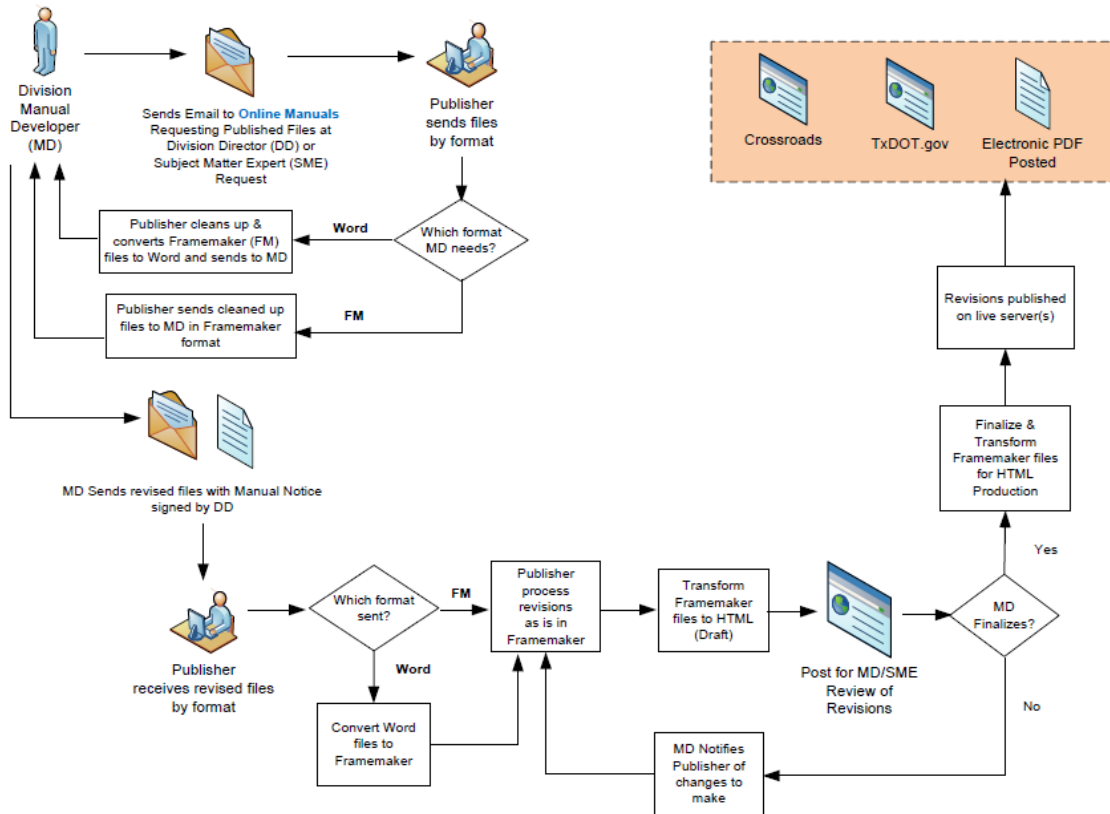 Division
Manual
Developer
(MD)
Sends Email to Online Manuals
Requesting Published Files at
Division Director (DD) or
Subject Matter Expert (SME)
Request
Publisher
sends files
by format
Which format
MD needs?
Word
Publisher cleans up &
converts Framemaker (FM)
files to Word and sends to MD
FM
Publisher sends cleaned up
files to MD in Framemaker
format
MD Sends revised files with Manual Notice
signed by DD
Publisher
receives revised files
by format
Which format
sent?
FM
Word
Convert Word
files to
Framemaker
Publisher
process
revisions
as is in
Framemaker
Transform
Framemaker
files to HTML
(Draft)
Post for MD/SME
Review of
Revisions
MD
Finalizes?
No
MD Notifies
Publisher of
changes to
make
Yes
Finalize &
Transform
Framemaker files
for HTML
Production
Revisions published
on live server(s)
Crossroads
TxDOT.gov
Electronic PDF
Posted